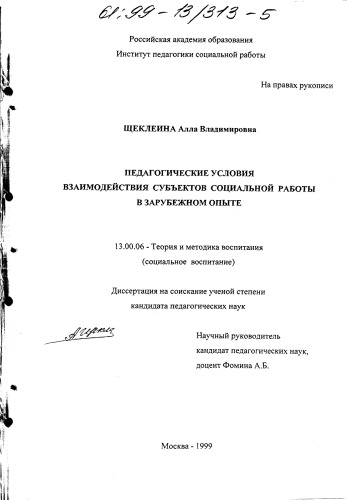 61:99-13/313-5
Российская академия образования
Институт педагогики социальной работы
На правах рукописи
ЩЕКЛЕИНА Алла Владимировна
ПЕДАГОГИЧЕСКИЕ УСЛОВИЯ
ВЗАИМОДЕЙСТВИЯ СУБЪЕКТОВ СОЦИАЛЬНОЙ РАБОТЫ
В ЗАРУБЕЖНОМ ОПЫТЕ
13.00.06 - Теория и методика воспитания
(социальное воспитание)
Диссертация на соискание ученой степени
кандидата педагогических наук
Научный руководитель
кандидат педагогических наук,
доцент Фомина А.Б.
Москва - 1999